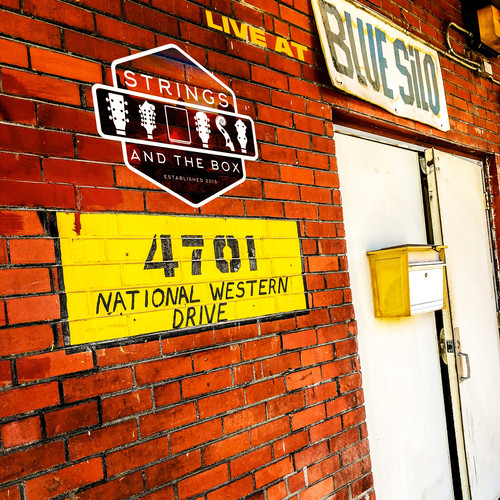 LIVE AT
BLUE SILO
STRINGS
AND THE BOX
ESTABLISHED 2015
4701
NATIONAL WESTERN
DRIVE